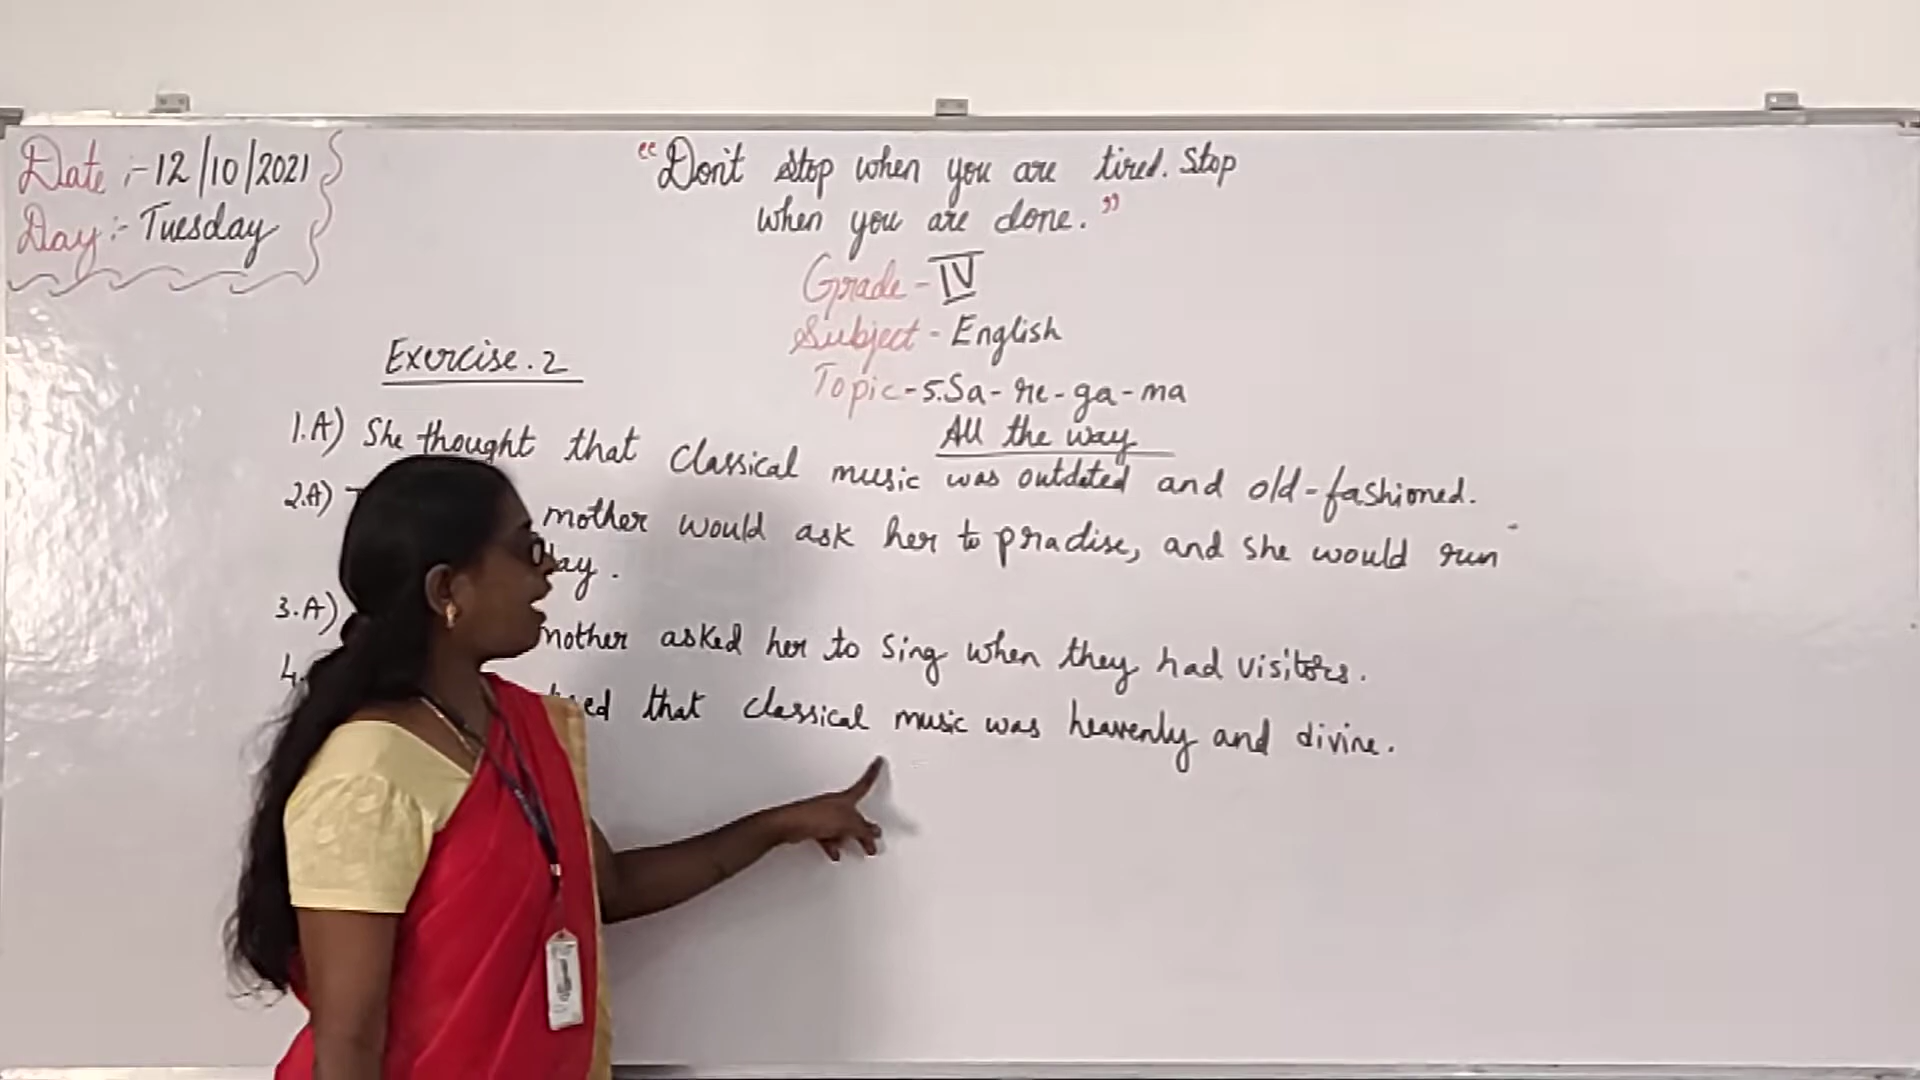 Date :- 12/10/2021
Day :- Tuesday
"Don't stop when you are tired. Stop
when you are done."
Grade - IV
Subject - English
Topic - 5. Sa - re - ga - ma
All the way
Exercise. 2
1.A) She thought that classical music was outdated and old-fashioned.
2.A) mother would ask her to practise, and she would run
3.A) mother asked her to sing when they had visitors.
4. that classical music was heavenly and divine.